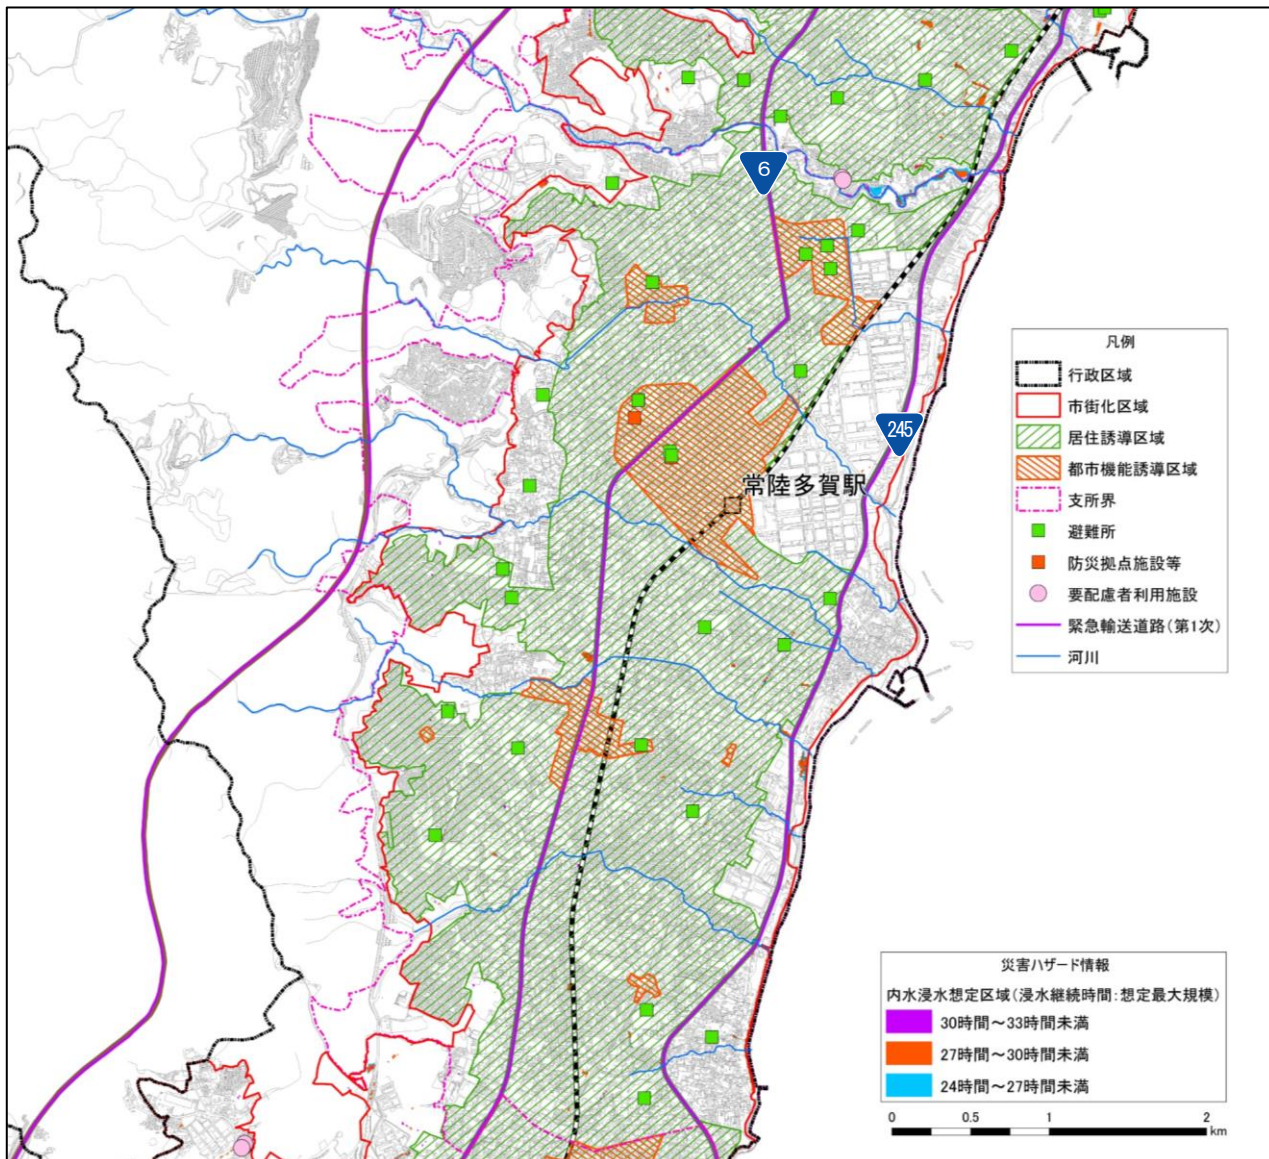 6
245
常陸多賀駅
凡例
行政区域
市街化区域
居住誘導区域
都市機能誘導区域
支所界
避難所
防災拠点施設等
要配慮者利用施設
緊急輸送道路(第1次)
河川
災害ハザード情報
内水浸水想定区域(浸水継続時間:想定最大規模)
30時間～33時間未満
27時間～30時間未満
24時間～27時間未満
0 0.5 1 2
km